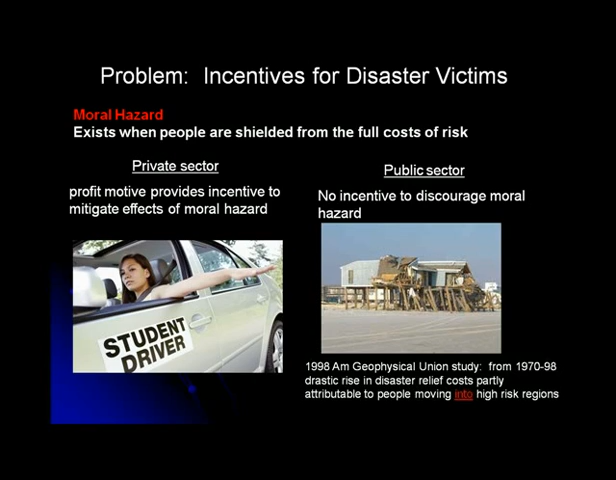 Problem: Incentives for Disaster Victims
Moral Hazard
Exists when people are shielded from the full costs of risk
Private sector
profit motive provides incentive to
mitigate effects of moral hazard
STUDENT
DRIVER
Public sector
No incentive to discourage moral
hazard
1998 Am Geophysical Union study: from 1970-98
drastic rise in disaster relief costs partly
attributable to people moving into high risk regions